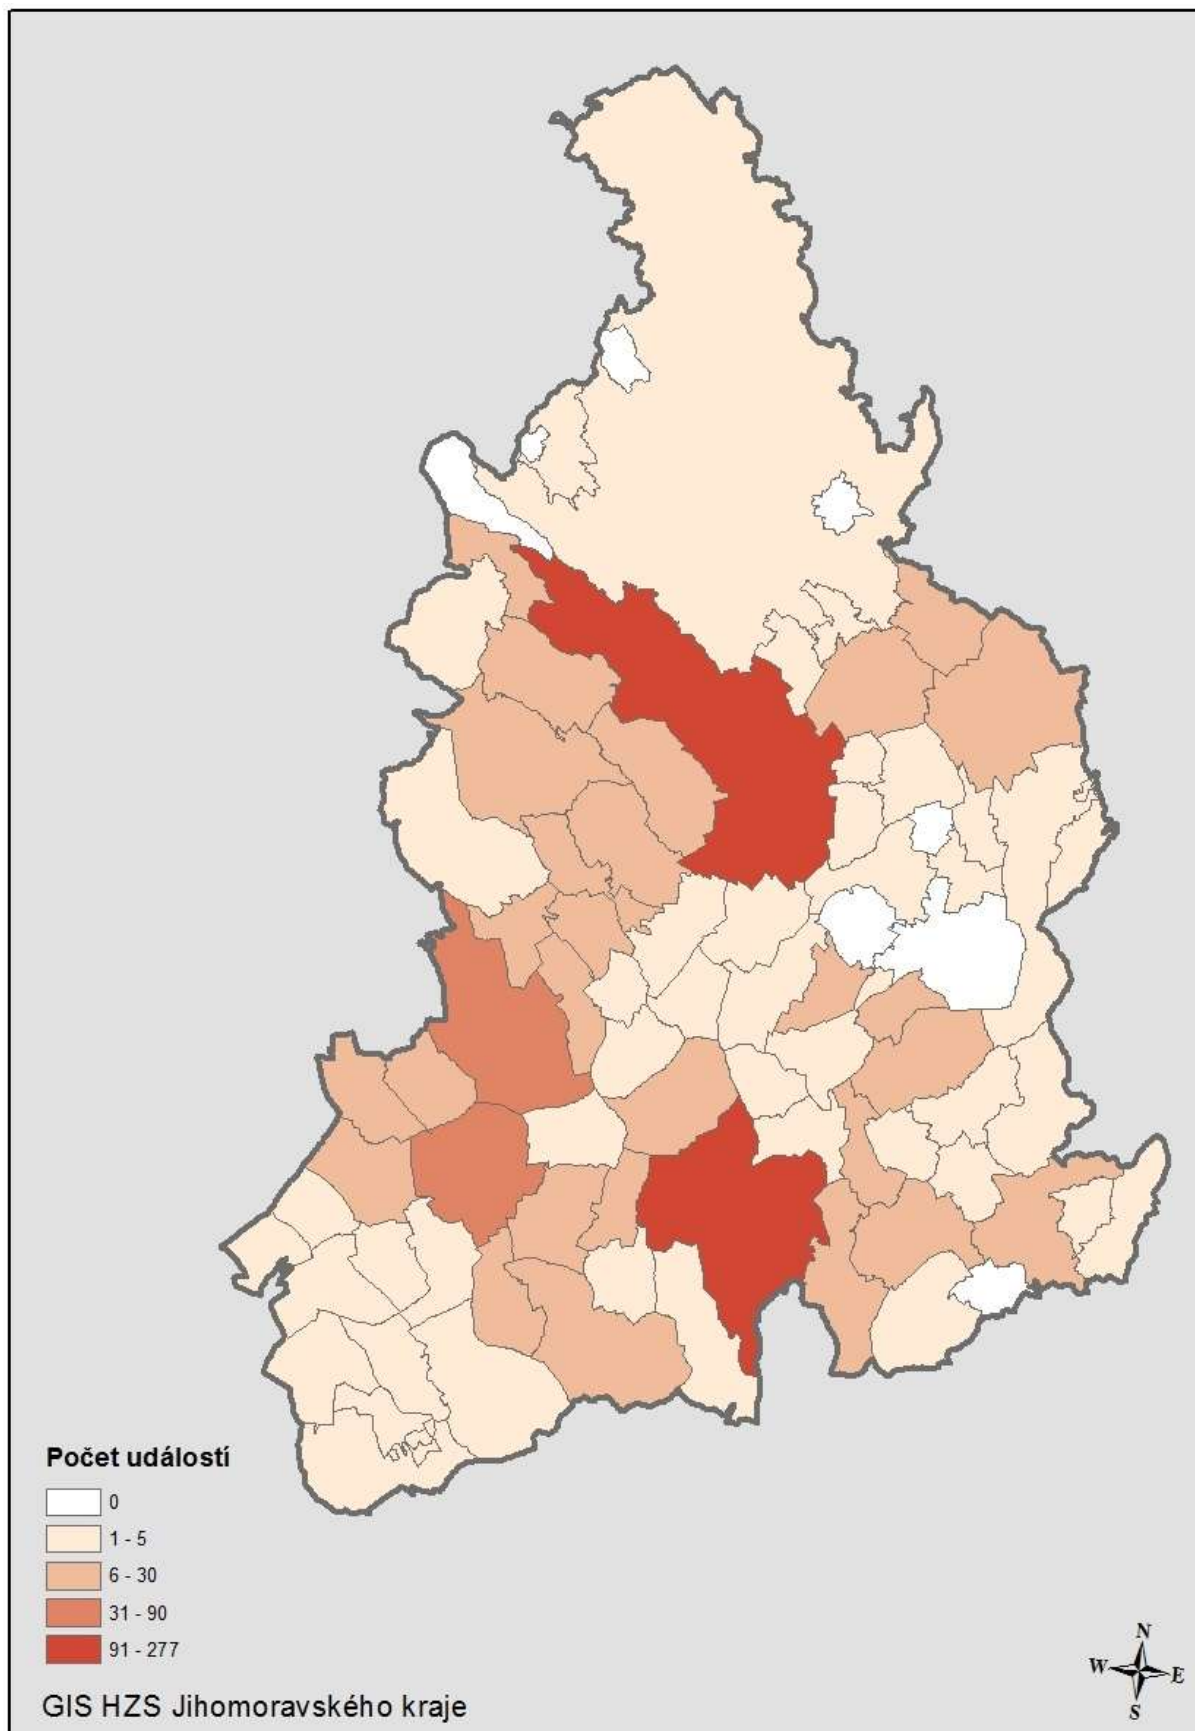 Počet událostí
0
1 - 5
6 - 30
31 - 90
91 - 277
GIS HZS Jihomoravského kraje
N
W E
S